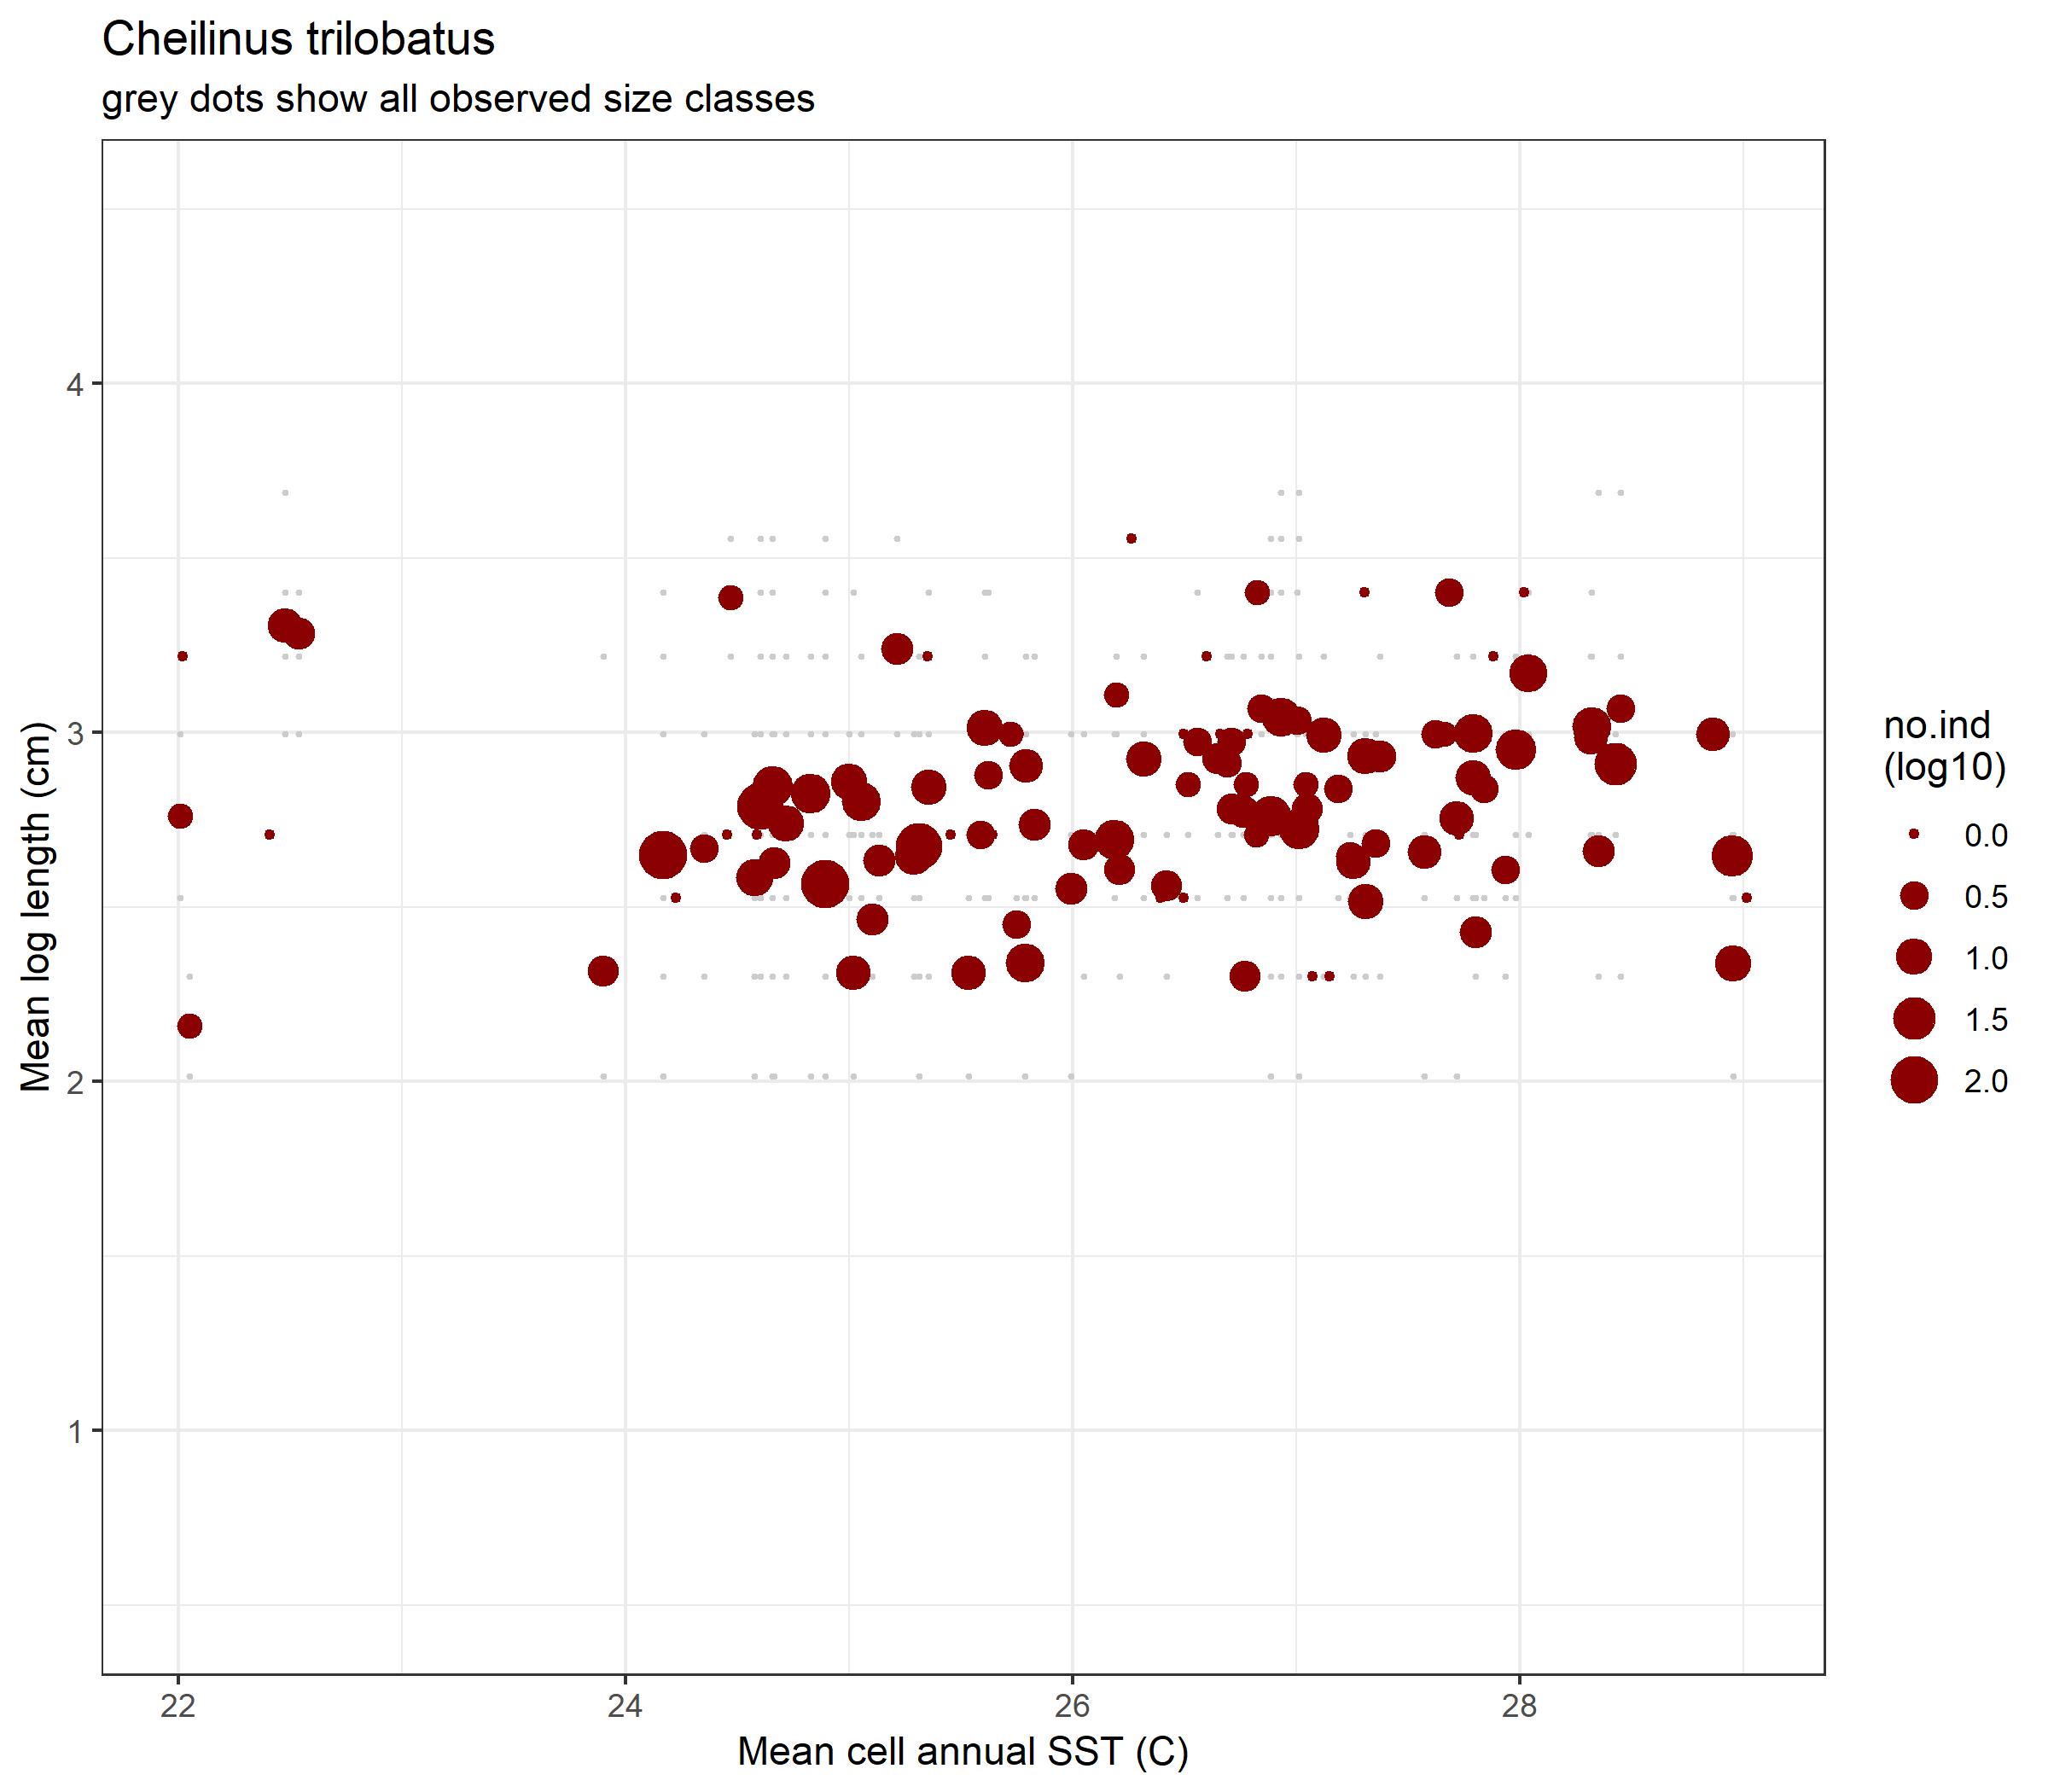 Cheilinus trilobatus
grey dots show all observed size classes
Mean log length (cm)
4
3
2
1
22
24
26
28
Mean cell annual SST (C)
no.ind
(log10)
0.0
0.5
1.0
1.5
2.0